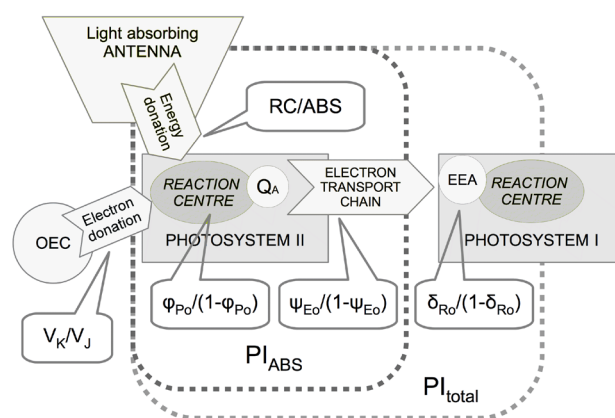 Light absorbing
ANTENNA
Energy
donation
RC/ABS
REACTION
CENTRE
QA
ELECTRON
TRANSPORT
CHAIN
EEA
REACTION
CENTRE
OEC
Electron
donation
PHOTOSYSTEM II
PHOTOSYSTEM I
φPo/(1-φPo)
ψEo/(1-ψEo)
δRo/(1-δRo)
VK/VJ
PIABS
PItotal